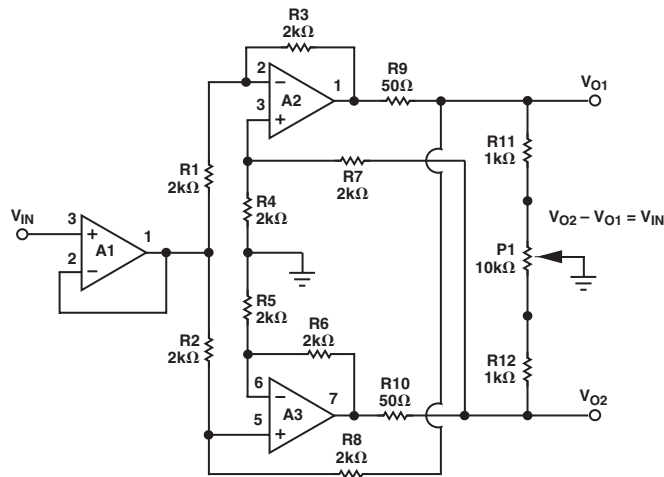 R3
2kΩ
2
−
1
A2
3
+
R9
50Ω
VO1
R11
1kΩ
R1
2kΩ
R7
2kΩ
R4
2kΩ
VIN
3
+
1
A1
2
−
VO2 – VO1 = VIN
P1
10kΩ
R5
2kΩ
R2
2kΩ
R6
2kΩ
R12
1kΩ
6
−
7
A3
5
+
R10
50Ω
VO2
R8
2kΩ